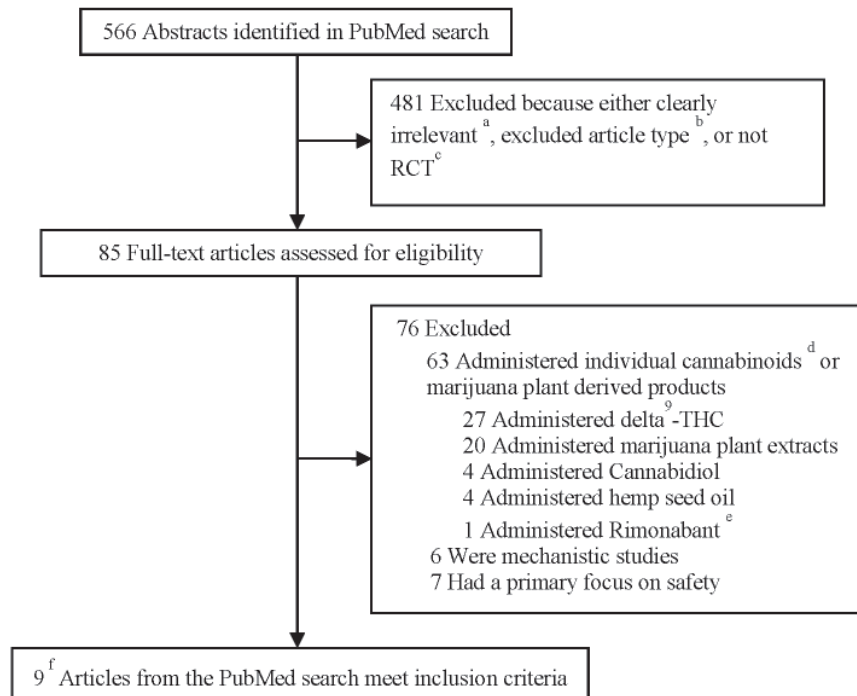 566 Abstracts identified in PubMed search
481 Excluded because either clearly
irrelevant a, excluded article type b, or not
RCT c
85 Full-text articles assessed for eligibility
76 Excluded
63 Administered individual cannabinoids d or
marijuana plant derived products
27 Administered delta9-THC
20 Administered marijuana plant extracts
4 Administered Cannabidiol
4 Administered hemp seed oil
1 Administered Rimonabant e
6 Were mechanistic studies
7 Had a primary focus on safety
9 f Articles from the PubMed search meet inclusion criteria